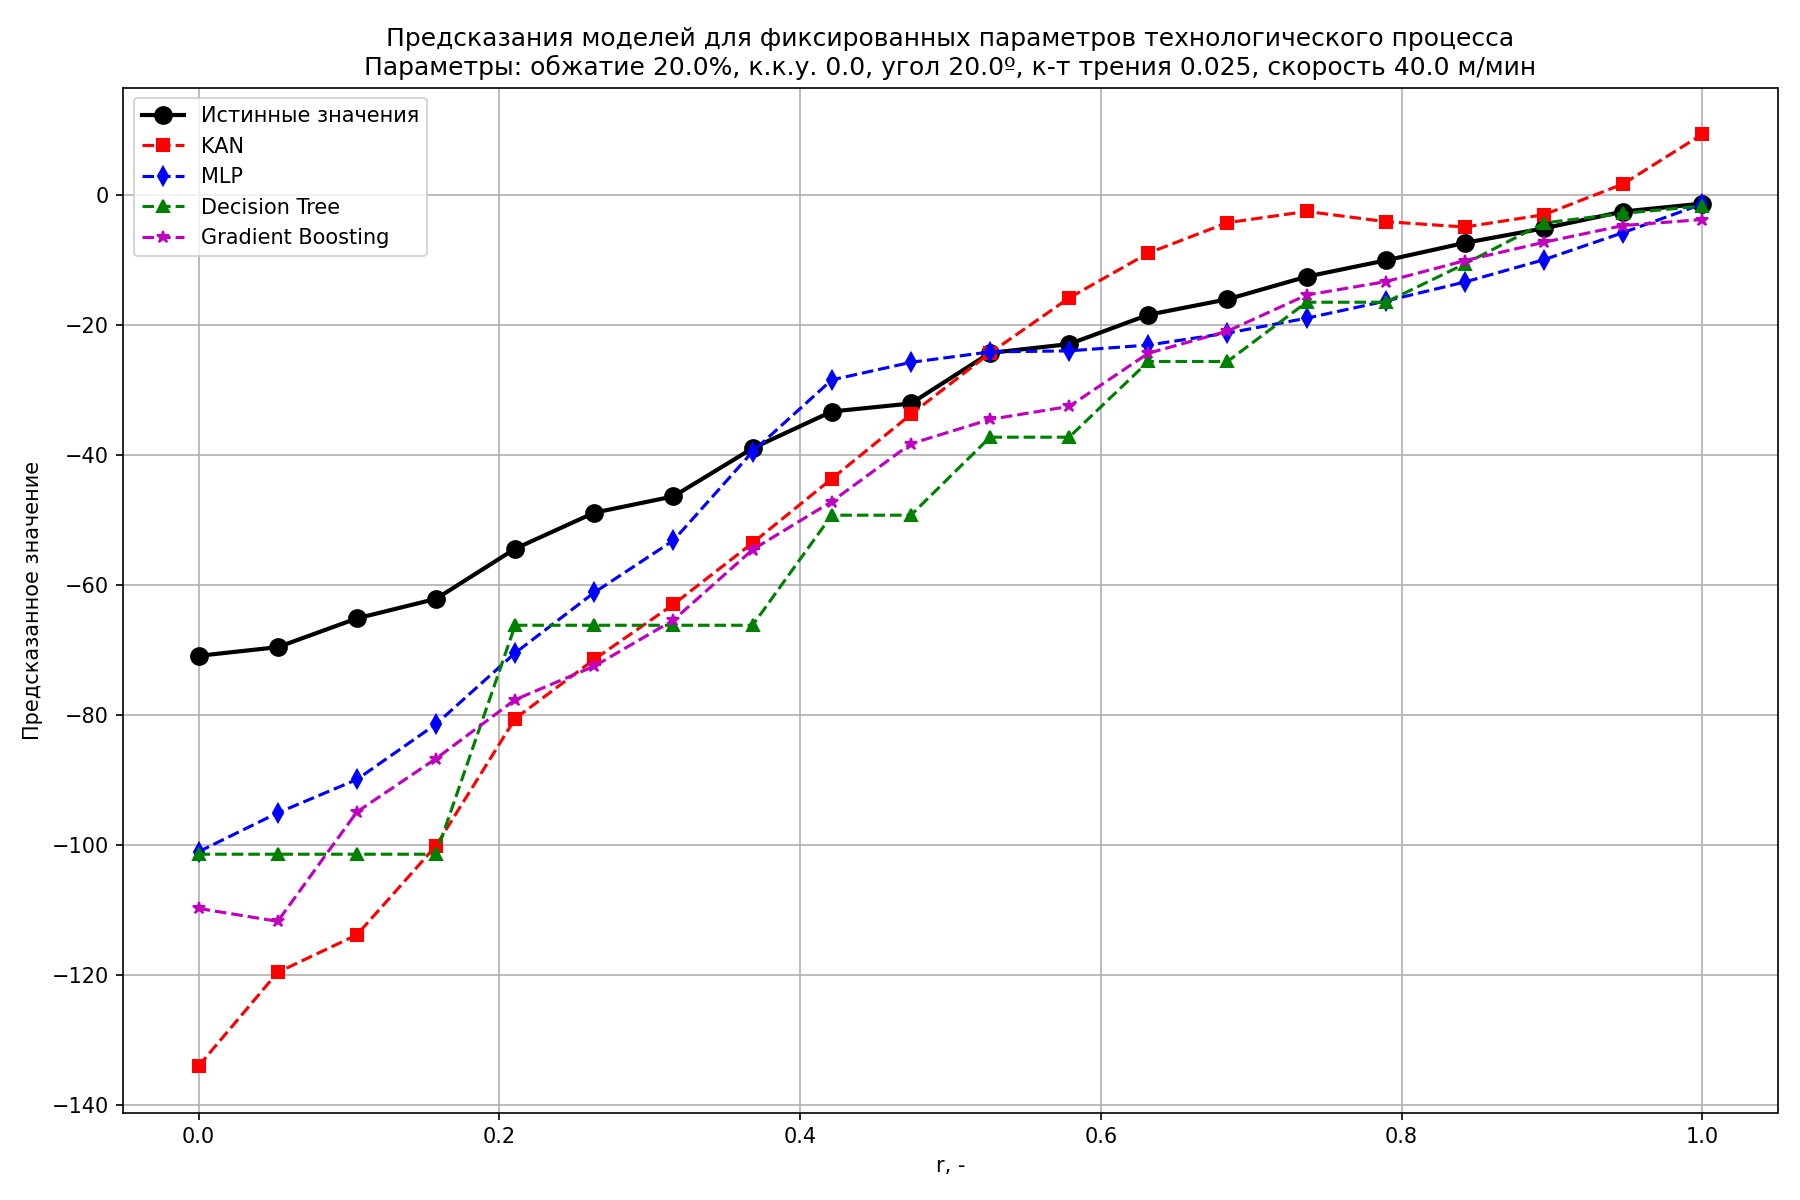 Предсказания моделей для фиксированных параметров технологического процесса
Параметры: обжатие 20.0%, к.к.у. 0.0, угол 20.0º, к-т трения 0.025, скорость 40.0 м/мин
Истинные значения
KAN
MLP
Decision Tree
Gradient Boosting
Предсказанное значение
0
−20
−40
−60
−80
−100
−120
−140
0.0 0.2 0.4 0.6 0.8 1.0
r, -